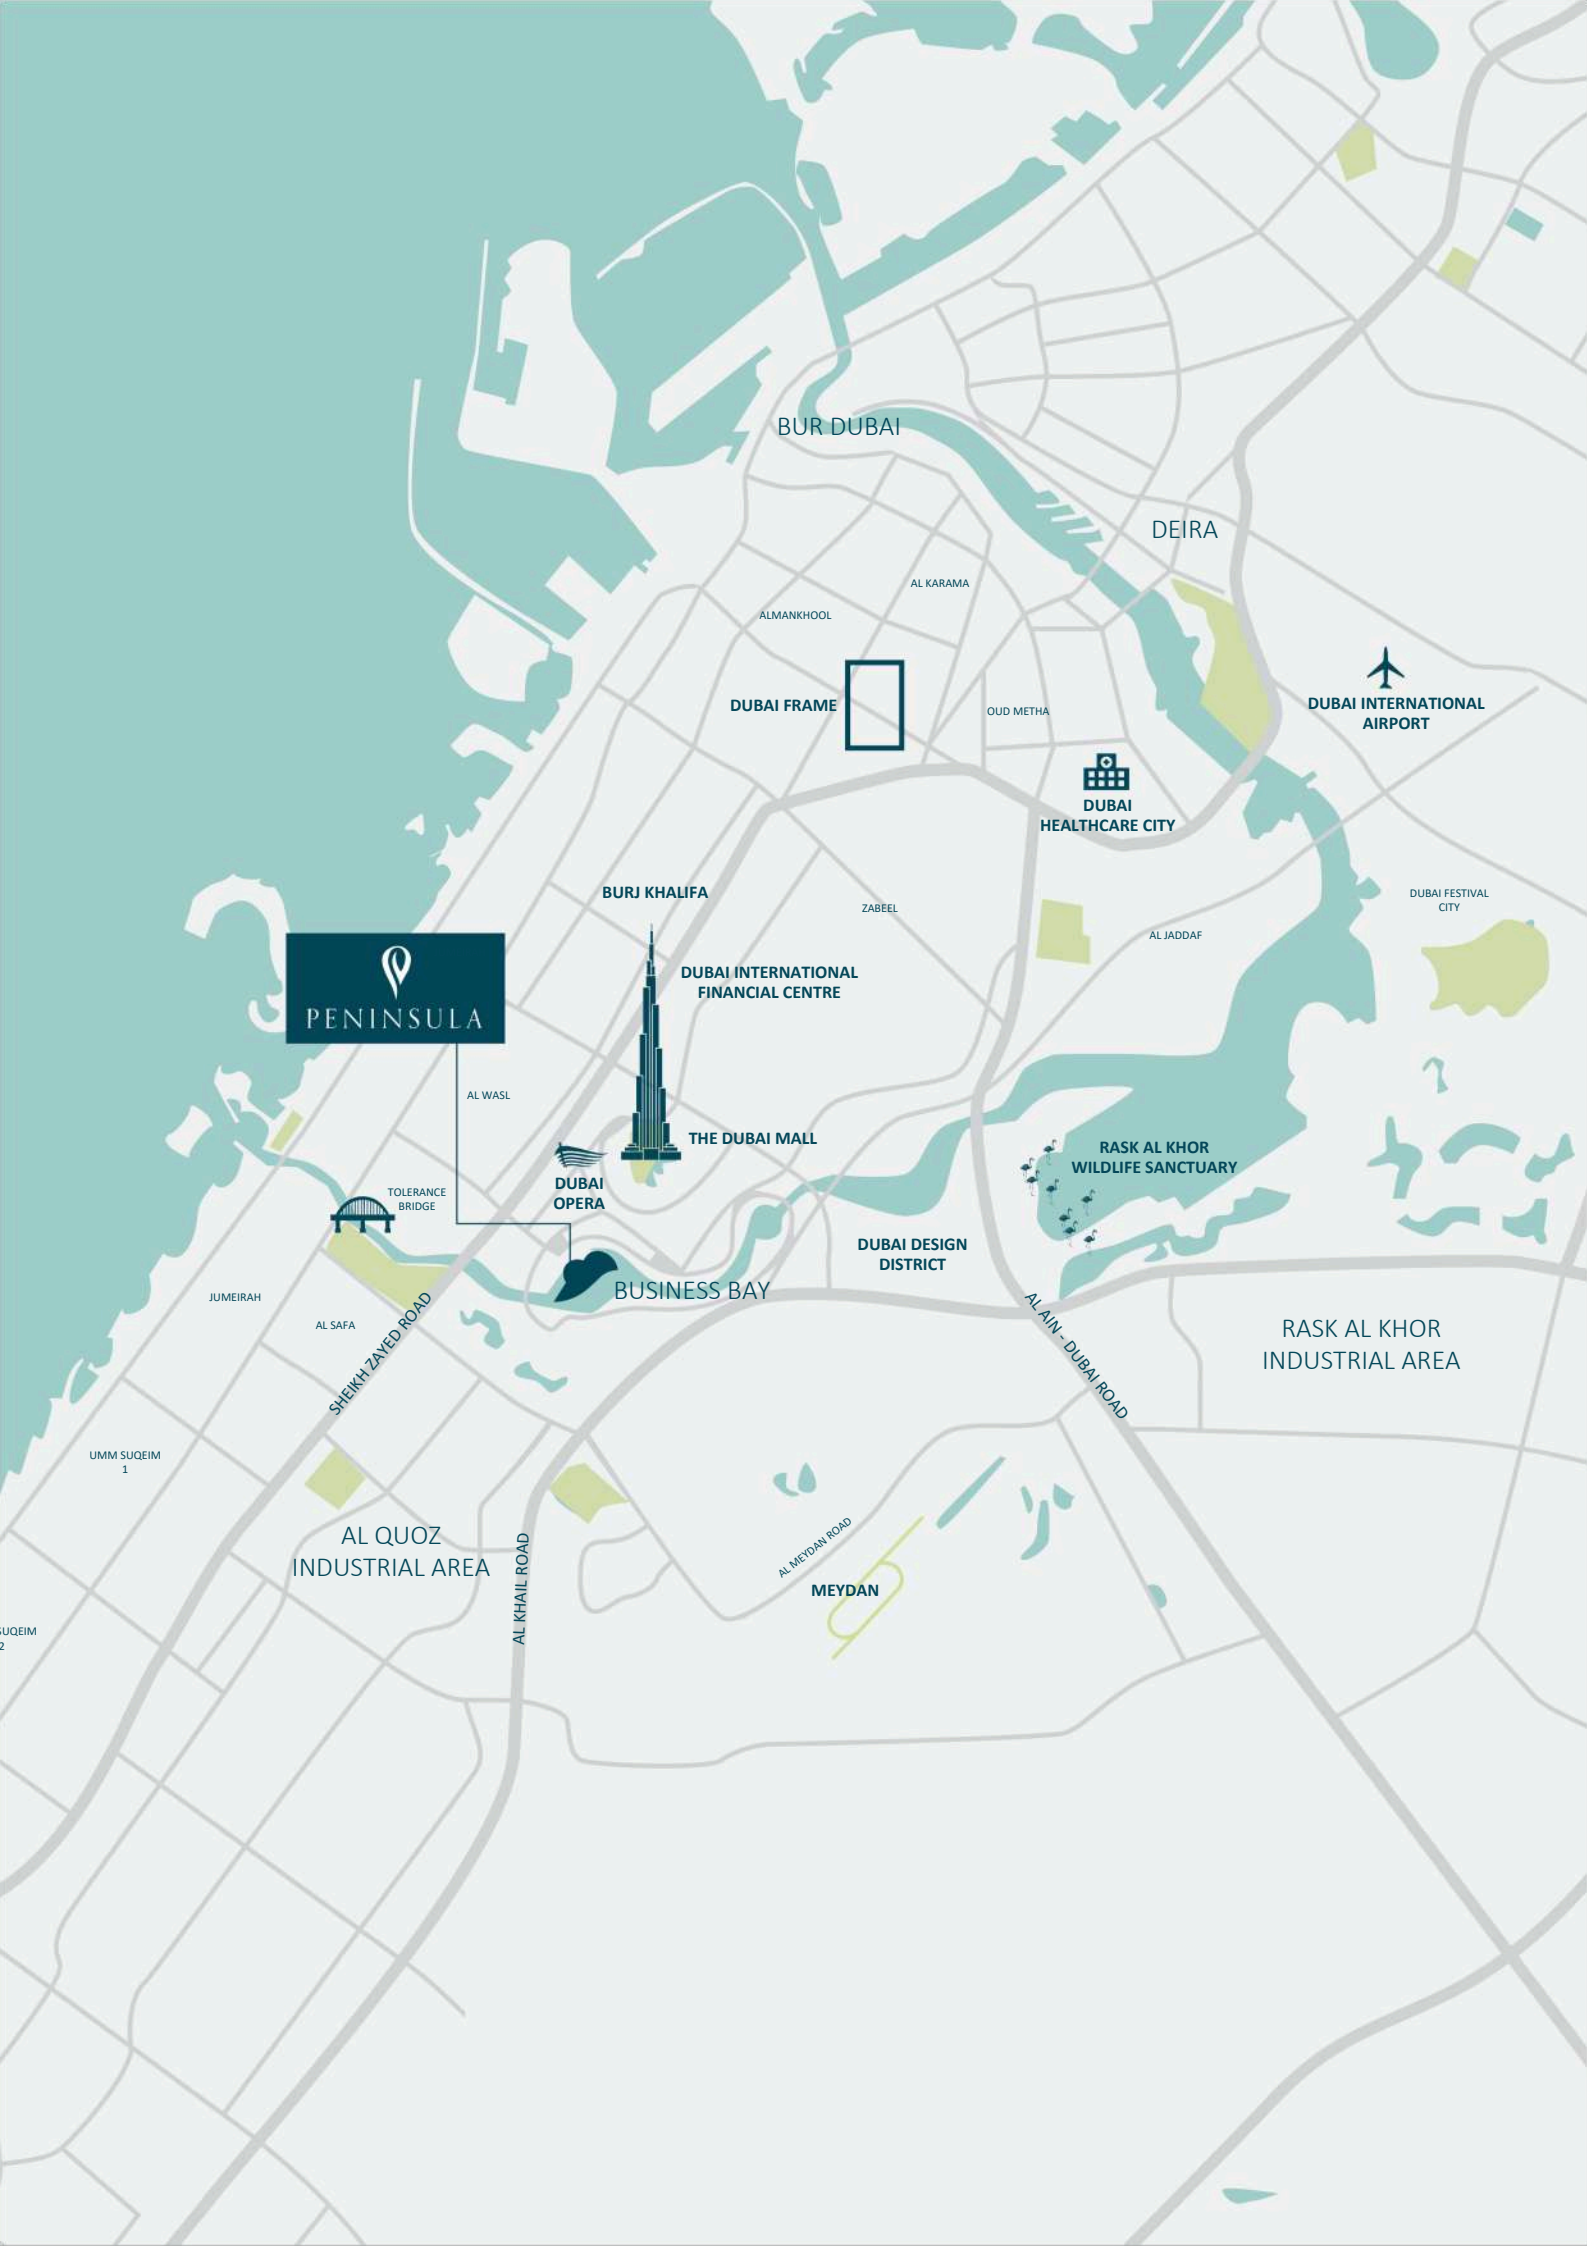 BUR DUBAI
DEIRA
AL KARAMA
ALMANKHOOL
DUBAI FRAME
OUD METHA
DUBAI INTERNATIONAL
AIRPORT
DUBAI
HEALTHCARE CITY
BURJ KHALIFA
ZABEEL
DUBAI FESTIVAL
CITY
AL JADDAF
DUBAI INTERNATIONAL
FINANCIAL CENTRE
PENINSULA
AL WASL
THE DUBAI MALL
RASK AL KHOR
WILDLIFE SANCTUARY
DUBAI
OPERA
TOLERANCE
BRIDGE
DUBAI DESIGN
DISTRICT
BUSINESS BAY
JUMEIRAH
AL SAFA
SHEIKH ZAYED ROAD
AL AIN - DUBAI ROAD
RASK AL KHOR
INDUSTRIAL AREA
UMM SUQEIM
1
AL QUOZ
INDUSTRIAL AREA
AL KHAIL ROAD
AL MEYDAN ROAD
MEYDAN
SUQEIM
2